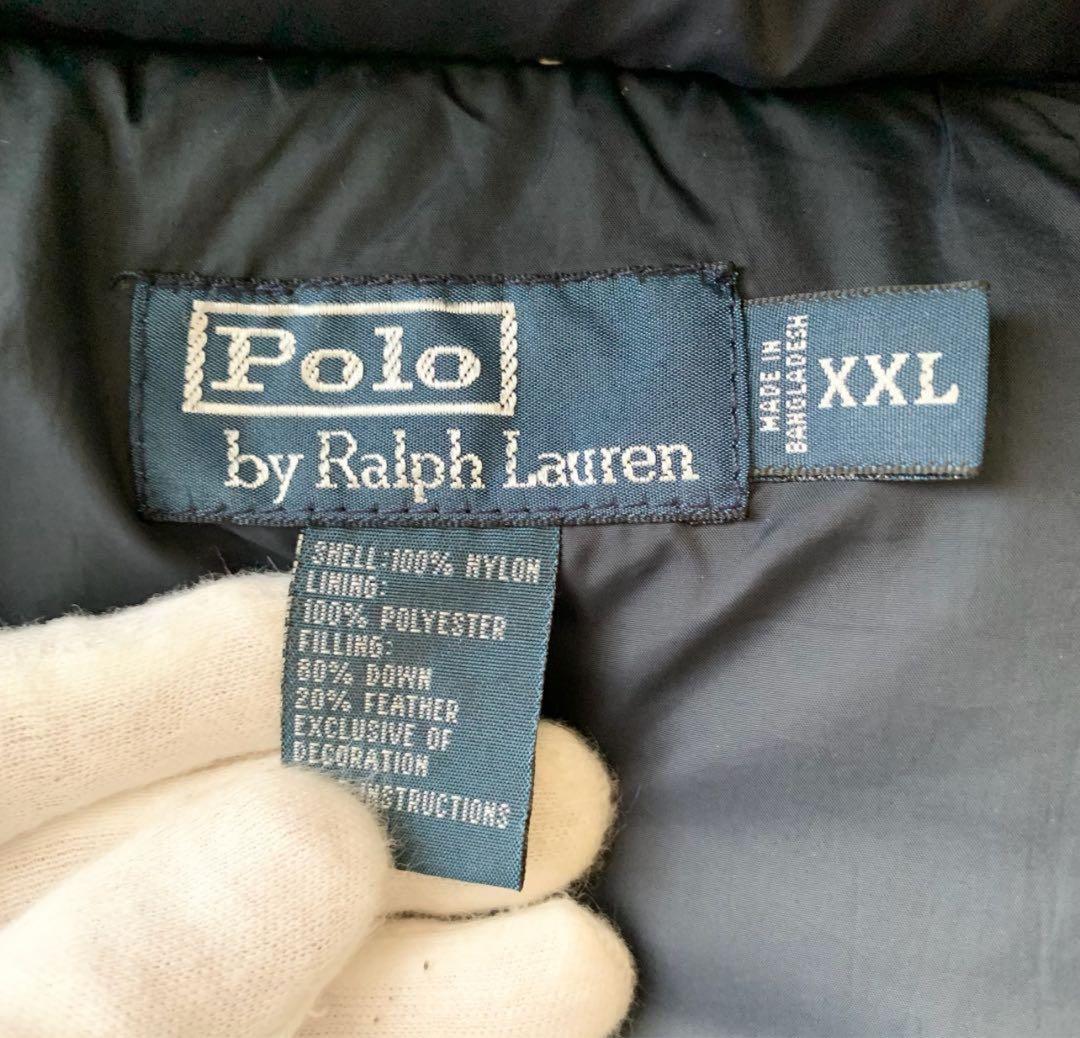 Polo
by Ralph Lauren
MADE IN
BANGLADESH
XXL
SHELL:100% NYLON
LINING:
100% POLYESTER
FILLING:
80% DOWN
20% FEATHER
EXCLUSIVE OF
DECORATION
INSTRUCTIONS